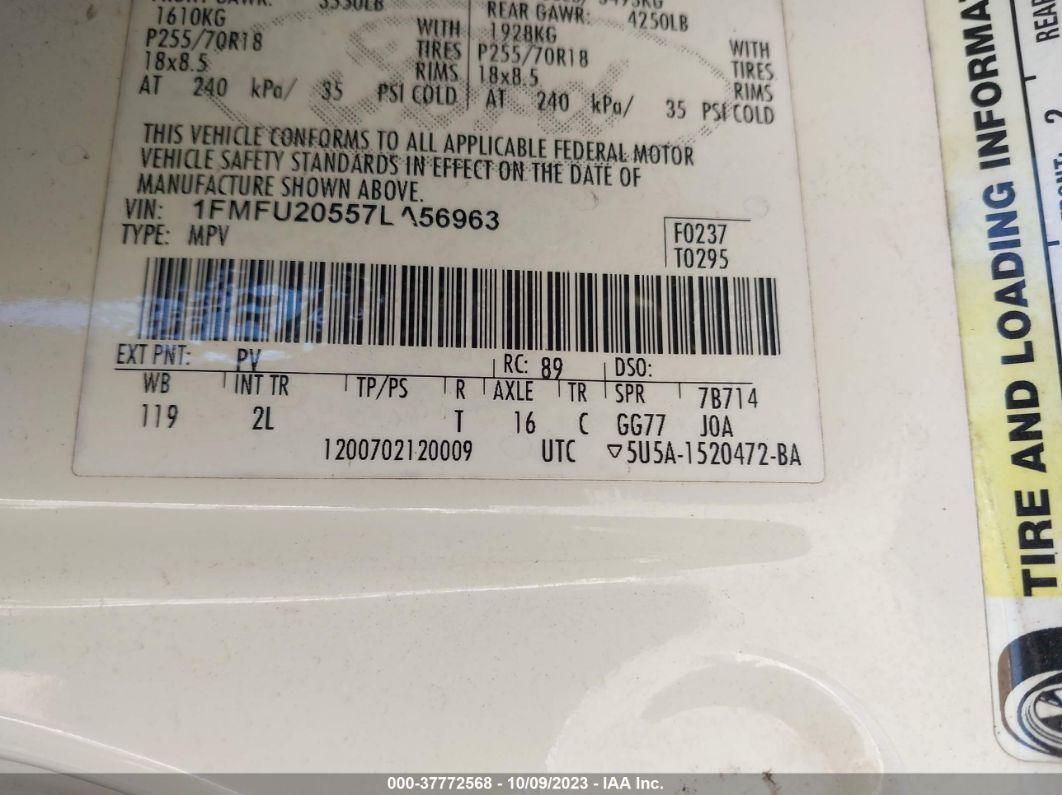 3550LB
1610KG WITH
P255/70R18 TIRES
18x8.5 RIMS
AT 240 kPa/ 35 PSI COLD
REAR GAWR: 4250LB
1928KG WITH
P255/70R18 TIRES
18x8.5 RIMS
AT 240 kPa/ 35 PSI COLD
THIS VEHICLE CONFORMS TO ALL APPLICABLE FEDERAL MOTOR
VEHICLE SAFETY STANDARDS IN EFFECT ON THE DATE OF
MANUFACTURE SHOWN ABOVE.
VIN: 1FMFU20557LA56963
TYPE: MPV
F0237
T0295
EXT PNT: PV RC: 89 DSO:
WB INT TR TP/PS R AXLE TR SPR 7B714
119 2L T 16 C GG77 J0A
1200702120009 UTC ▽5U5A-1520472-BA
TIRE AND LOADING INFORMA
2
000-37772568 - 10/09/2023 - IAA Inc.